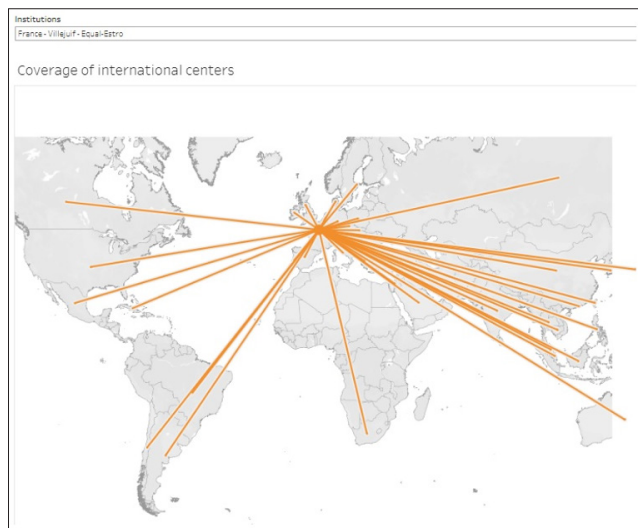 Institutions
France - Villejuif - Equal-Estro
Coverage of international centers